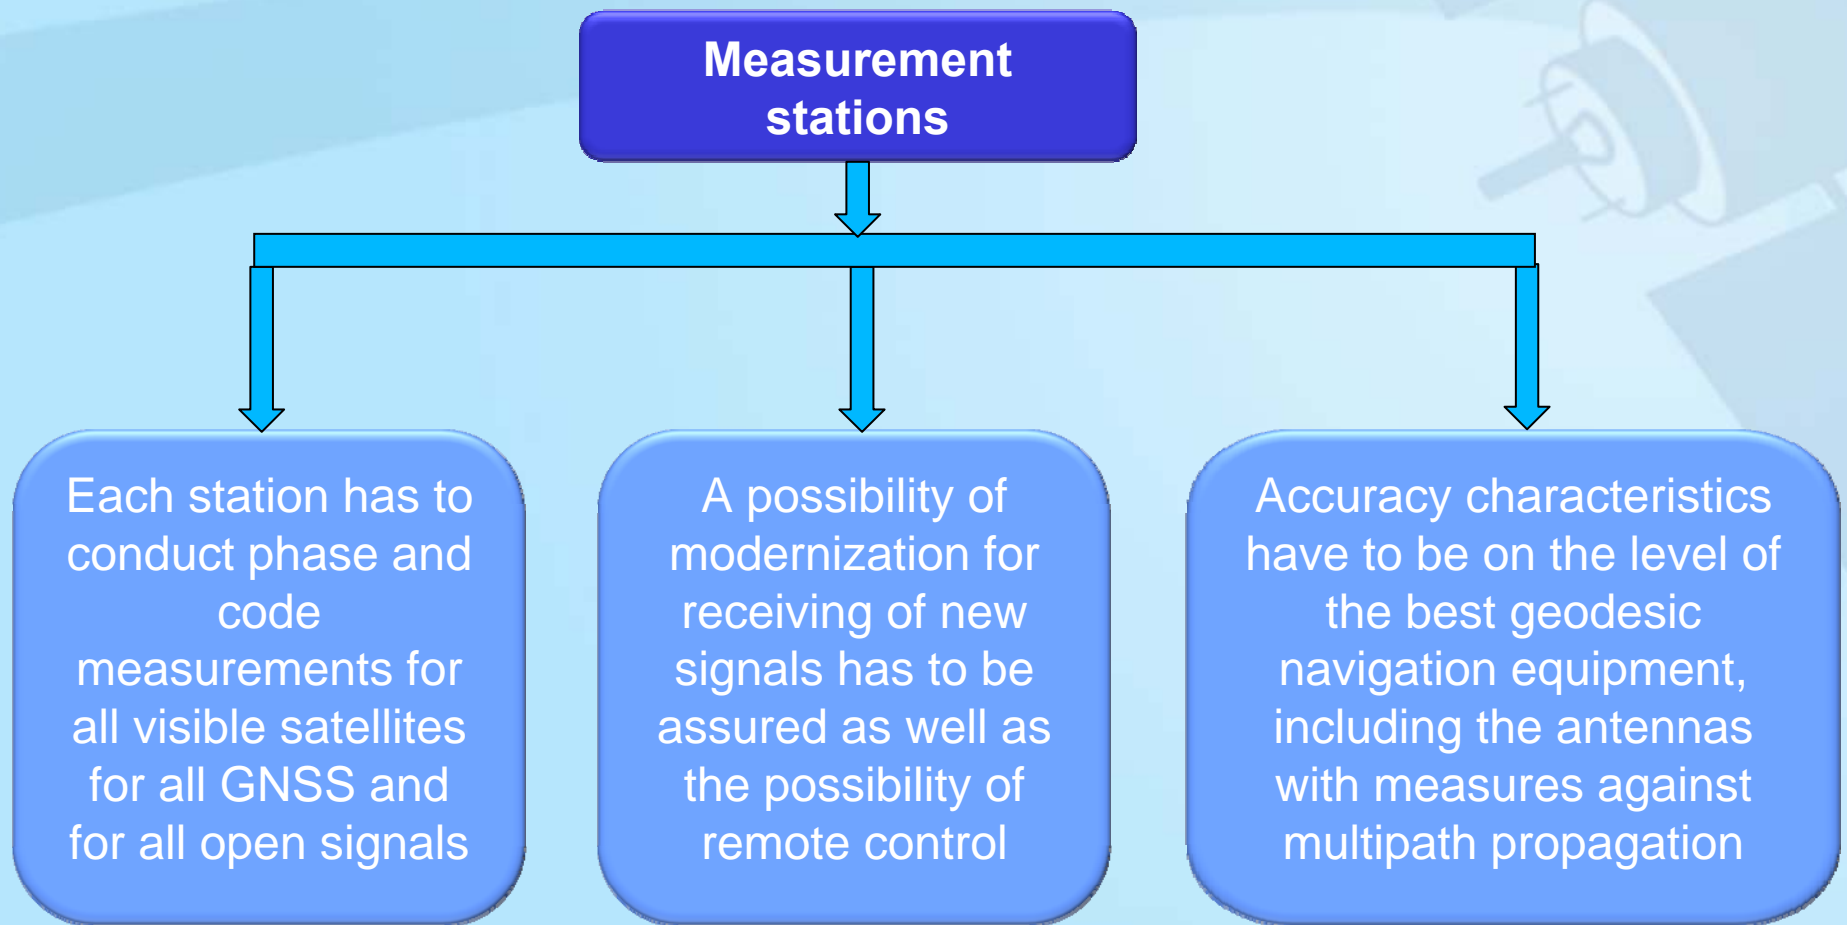 Measurement
stations
Each station has to
conduct phase and
code
measurements for
all visible satellites
for all GNSS and
for all open signals
A possibility of
modernization for
receiving of new
signals has to be
assured as well as
the possibility of
remote control
Accuracy characteristics
have to be on the level of
the best geodesic
navigation equipment,
including the antennas
with measures against
multipath propagation